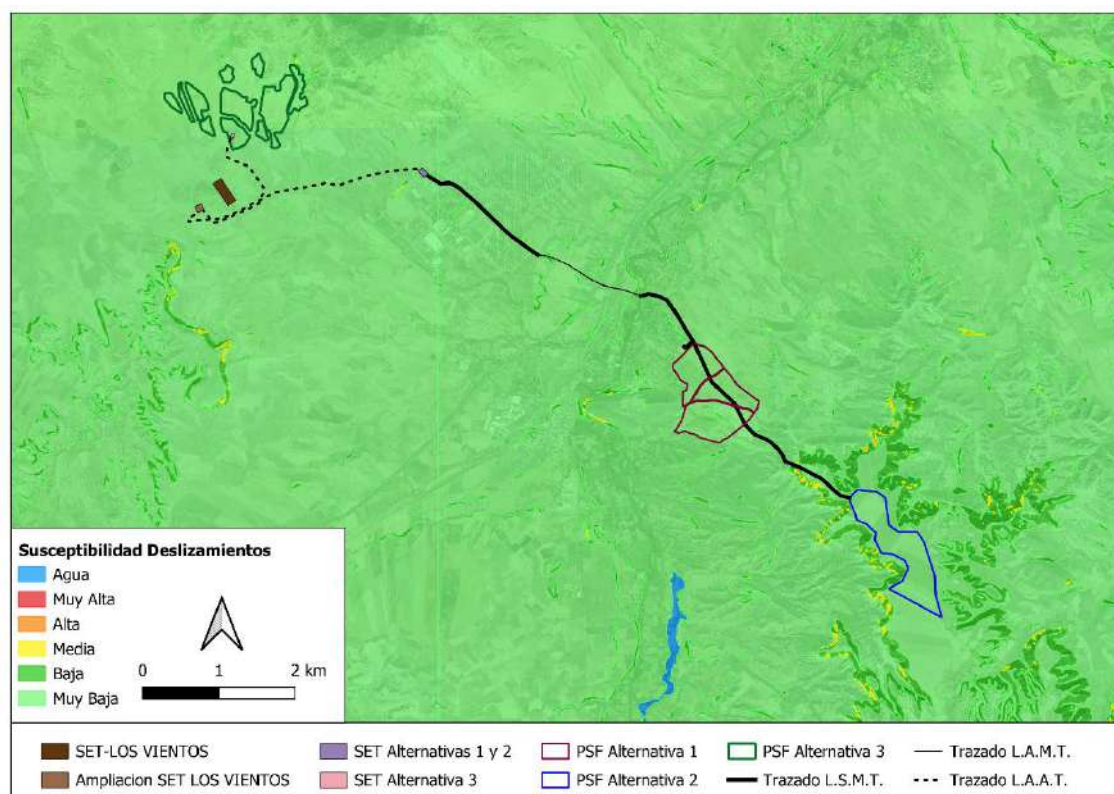 Susceptibilidad Deslizamientos
Agua
Muy Alta
Alta
Media
Baja
Muy Baja
0 1 2 km
SET-LOS VIENTOS
Ampliacion SET LOS VIENTOS
SET Alternativas 1 y 2
SET Alternativa 3
PSF Alternativa 1
PSF Alternativa 2
PSF Alternativa 3
Trazado L.S.M.T.
Trazado L.A.M.T.
Trazado L.A.A.T.